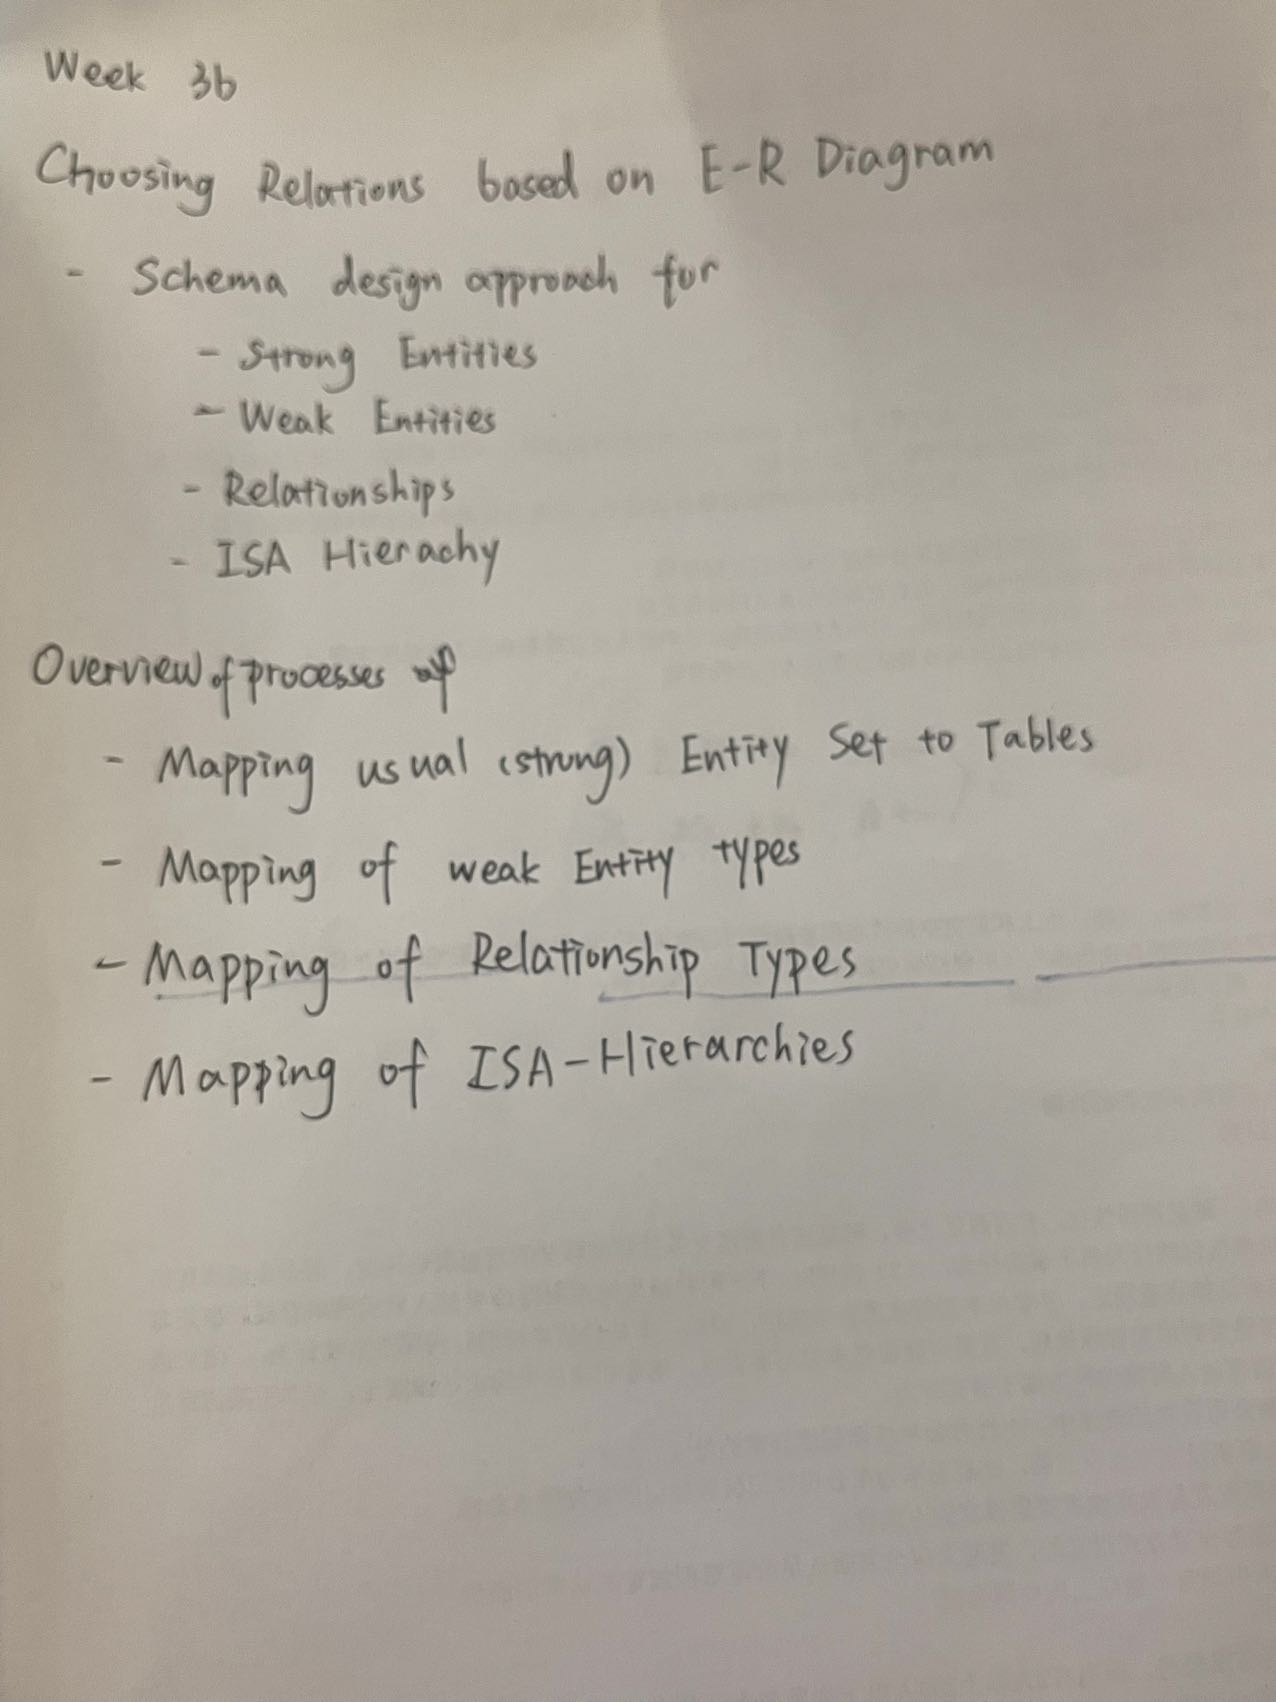 Week 3b
Choosing Relations based on E-R Diagram
- Schema design approach for
- Strong Entities
- Weak Entities
- Relationships
- ISA Hierachy
Overview of processes of
- Mapping usual (strong) Entity Set to Tables
- Mapping of weak Entity types
- Mapping of Relationship Types
- Mapping of ISA-Hierarchies